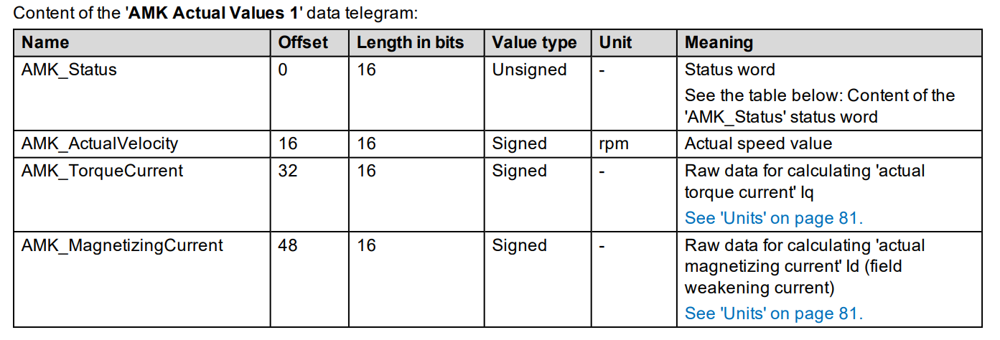 Content of the 'AMK Actual Values 1' data telegram:
Name Offset Length in bits Value type Unit Meaning
AMK_Status 0 16 Unsigned - Status word
See the table below: Content of the
'AMK_Status' status word
AMK_ActualVelocity 16 16 Signed rpm Actual speed value
AMK_TorqueCurrent 32 16 Signed - Raw data for calculating 'actual
torque current' Iq
See 'Units' on page 81.
AMK_MagnetizingCurrent 48 16 Signed - Raw data for calculating 'actual
magnetizing current' Id (field
weakening current)
See 'Units' on page 81.